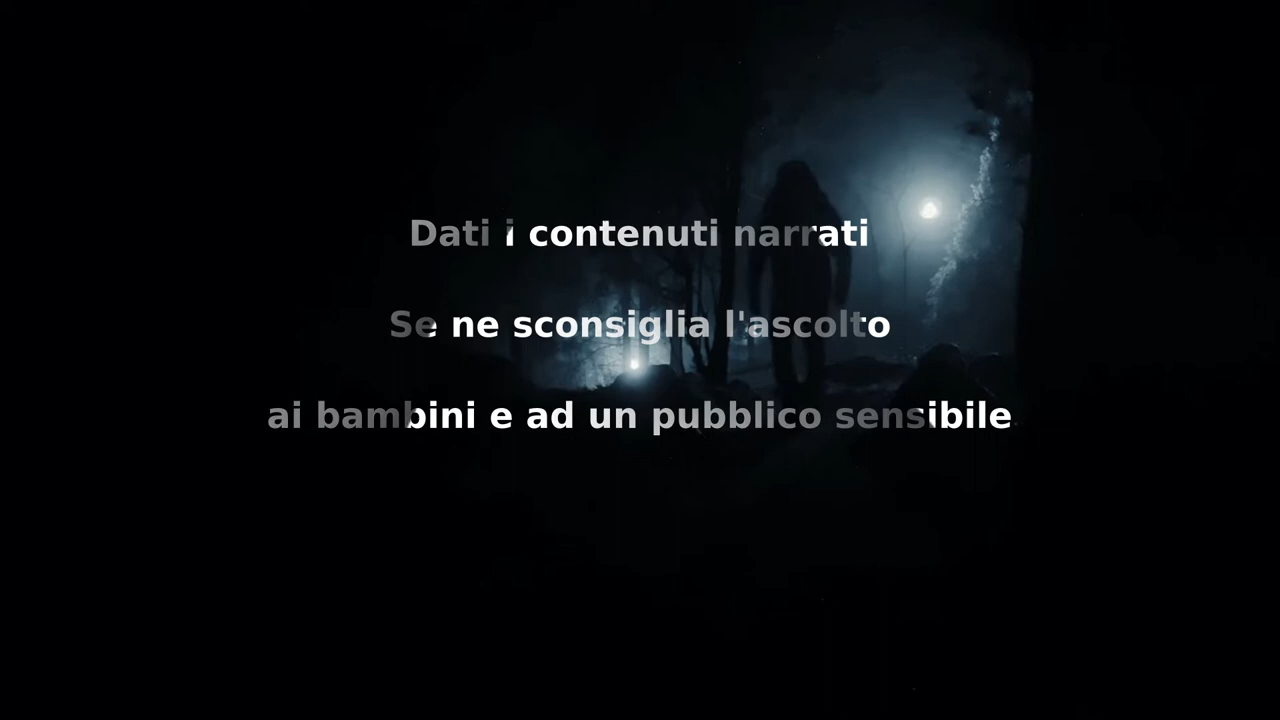 Dati i contenuti narrati
Se ne sconsiglia l'ascolto
ai bambini e ad un pubblico sensibile